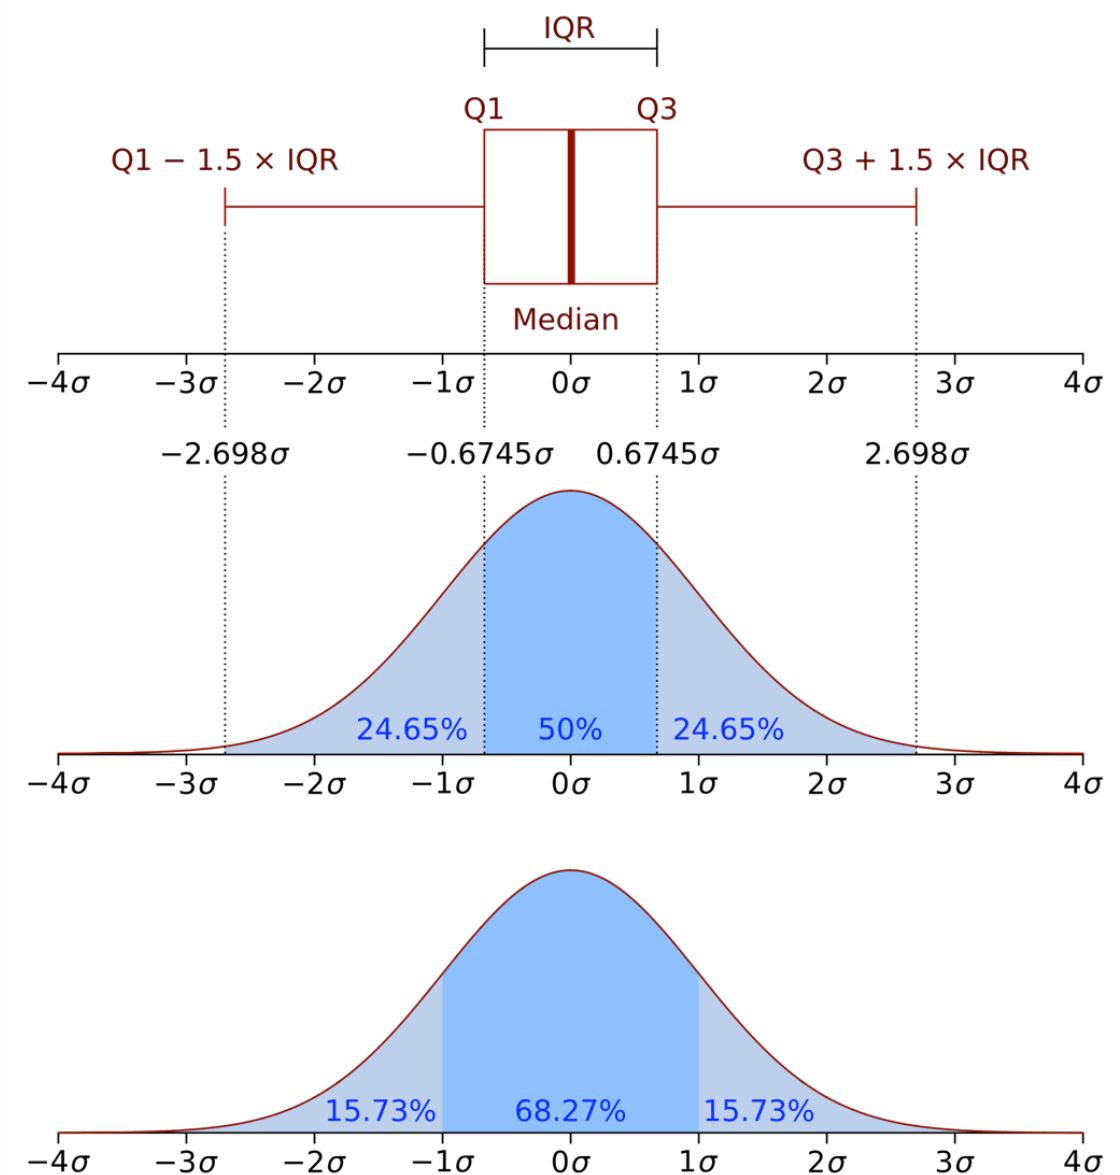 IQR
Q1 Q3
Q1 − 1.5 × IQR Q3 + 1.5 × IQR
Median
−4σ −3σ −2σ −1σ 0σ 1σ 2σ 3σ 4σ
−2.698σ −0.6745σ 0.6745σ 2.698σ
24.65% 50% 24.65%
−4σ −3σ −2σ −1σ 0σ 1σ 2σ 3σ 4σ
15.73% 68.27% 15.73%
−4σ −3σ −2σ −1σ 0σ 1σ 2σ 3σ 4σ